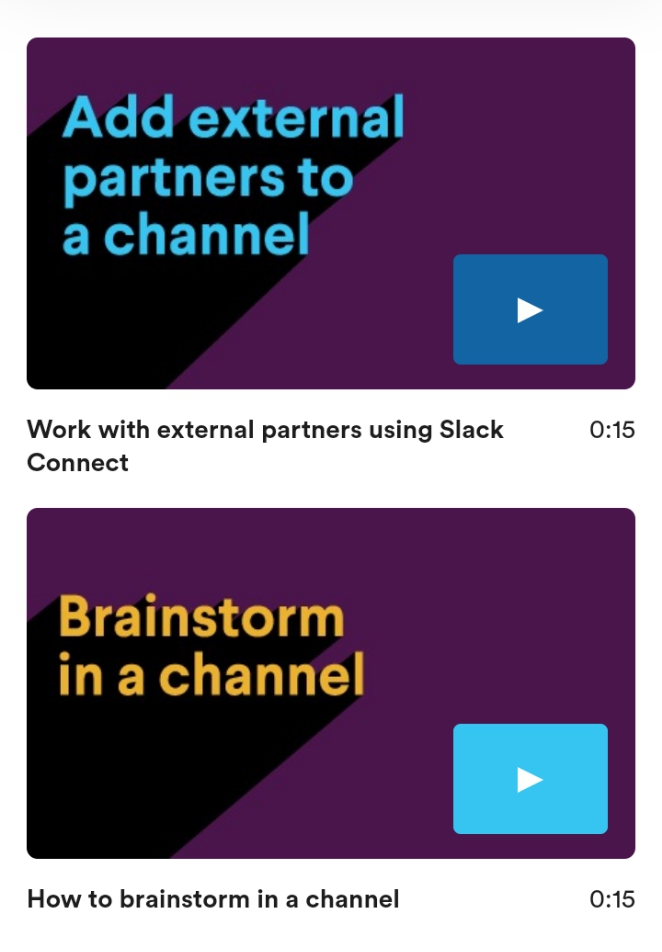 Add external
partners to
a channel
Work with external partners using Slack
Connect
0:15
Brainstorm
in a channel
How to brainstorm in a channel
0:15